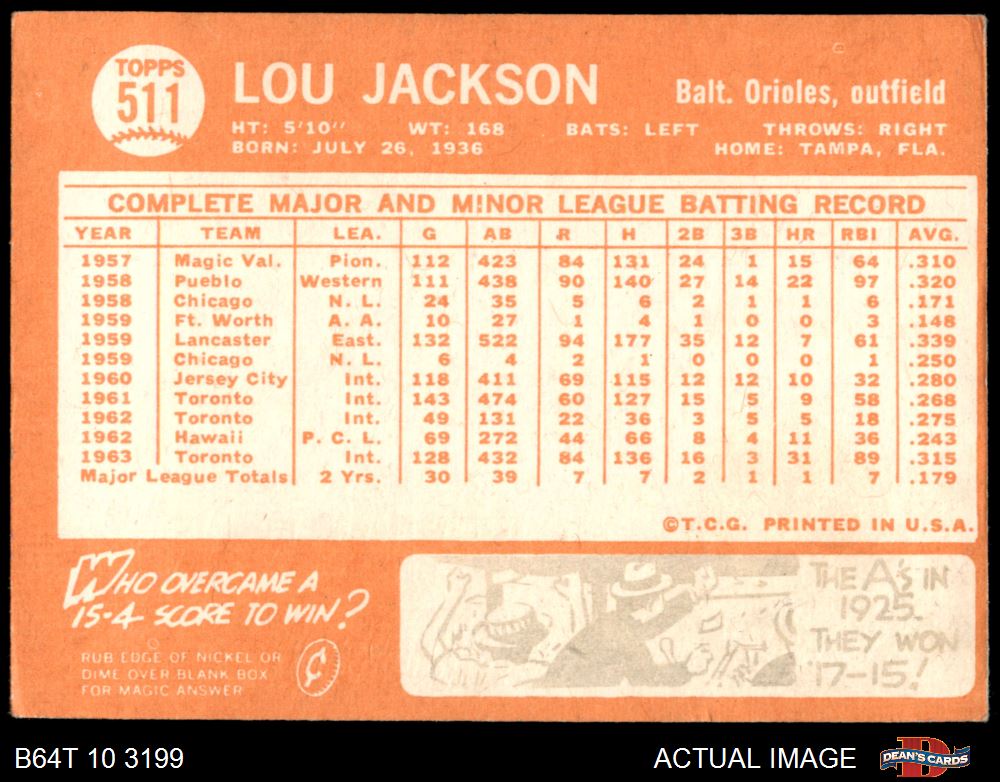 TOPPS
511
LOU JACKSON
Balt. Orioles, outfield
HT: 5'10" WT: 168 BATS: LEFT THROWS: RIGHT
BORN: JULY 26, 1936 HOME: TAMPA, FLA.
COMPLETE MAJOR AND MINOR LEAGUE BATTING RECORD
YEAR TEAM LEA. G AB R H 2B 3B HR RBI AVG.
1957 Magic Val. Pion. 112 423 84 131 24 1 15 64 .310
1958 Pueblo Western 111 438 90 140 27 14 22 97 .320
1958 Chicago N. L. 24 35 5 6 2 1 1 6 .171
1959 Ft. Worth A. A. 10 27 1 4 1 0 0 3 .148
1959 Lancaster East. 132 522 94 177 35 12 7 61 .339
1959 Chicago N. L. 6 4 2 1 0 0 0 1 .250
1960 Jersey City Int. 118 411 69 115 12 12 10 32 .280
1961 Toronto Int. 143 474 60 127 15 5 9 58 .268
1962 Toronto Int. 49 131 22 36 3 5 5 18 .275
1962 Hawaii P. C. L. 69 272 44 66 8 4 11 36 .243
1963 Toronto Int. 128 432 84 136 16 3 31 89 .315
Major League Totals 2 Yrs. 30 39 7 7 2 1 1 7 .179
©T.C.G. PRINTED IN U.S.A.
WHO OVERCAME A
15-4 SCORE TO WIN?
RUB EDGE OF NICKEL OR
DIME OVER BLANK BOX
FOR MAGIC ANSWER
¢
THE A's IN
1925.
THEY WON
17-15!
B64T 10 3199
ACTUAL IMAGE
DEAN'S CARDS